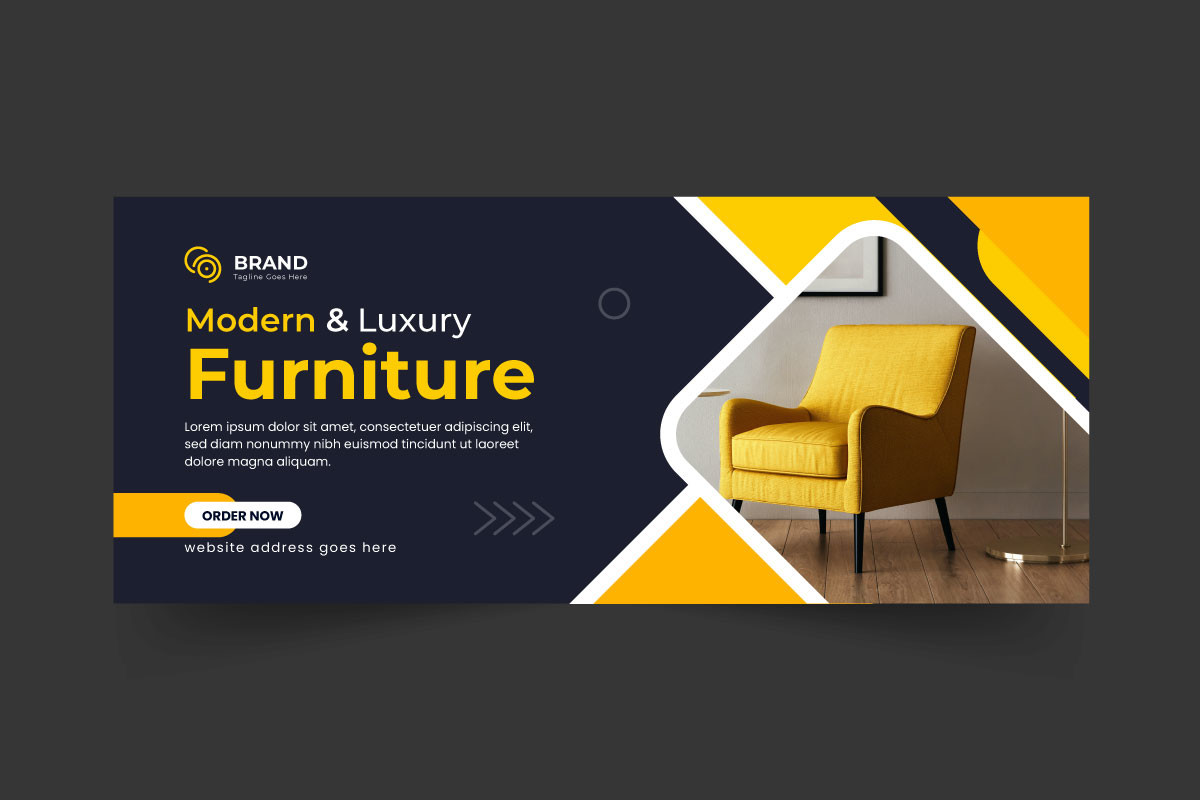 BRAND
Tagline Goes Here
Modern & Luxury
Furniture
Lorem ipsum dolor sit amet, consectetuer adipiscing elit,
sed diam nonummy nibh euismod tincidunt ut laoreet
dolore magna aliquam.
ORDER NOW
website address goes here